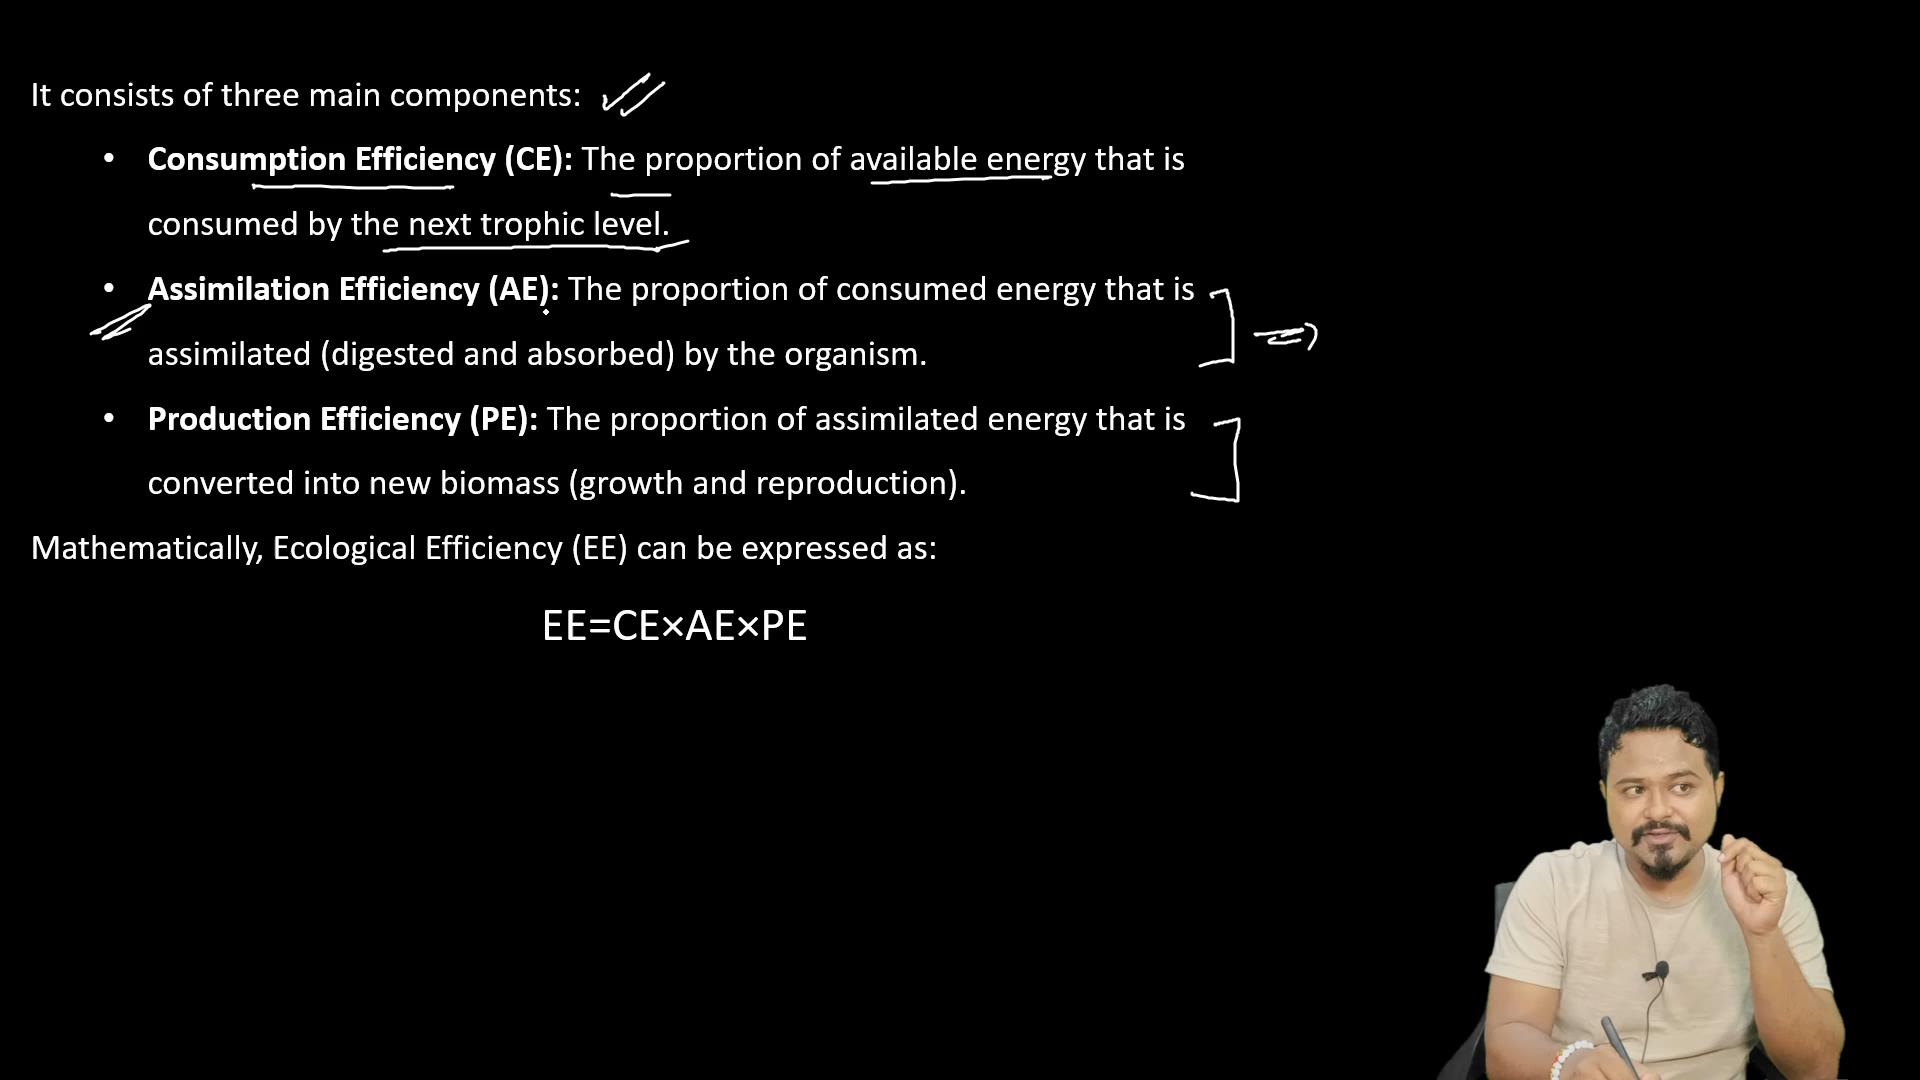 It consists of three main components:
• Consumption Efficiency (CE): The proportion of available energy that is
consumed by the next trophic level.
• Assimilation Efficiency (AE): The proportion of consumed energy that is
assimilated (digested and absorbed) by the organism.
• Production Efficiency (PE): The proportion of assimilated energy that is
converted into new biomass (growth and reproduction).
Mathematically, Ecological Efficiency (EE) can be expressed as:
EE=CE×AE×PE